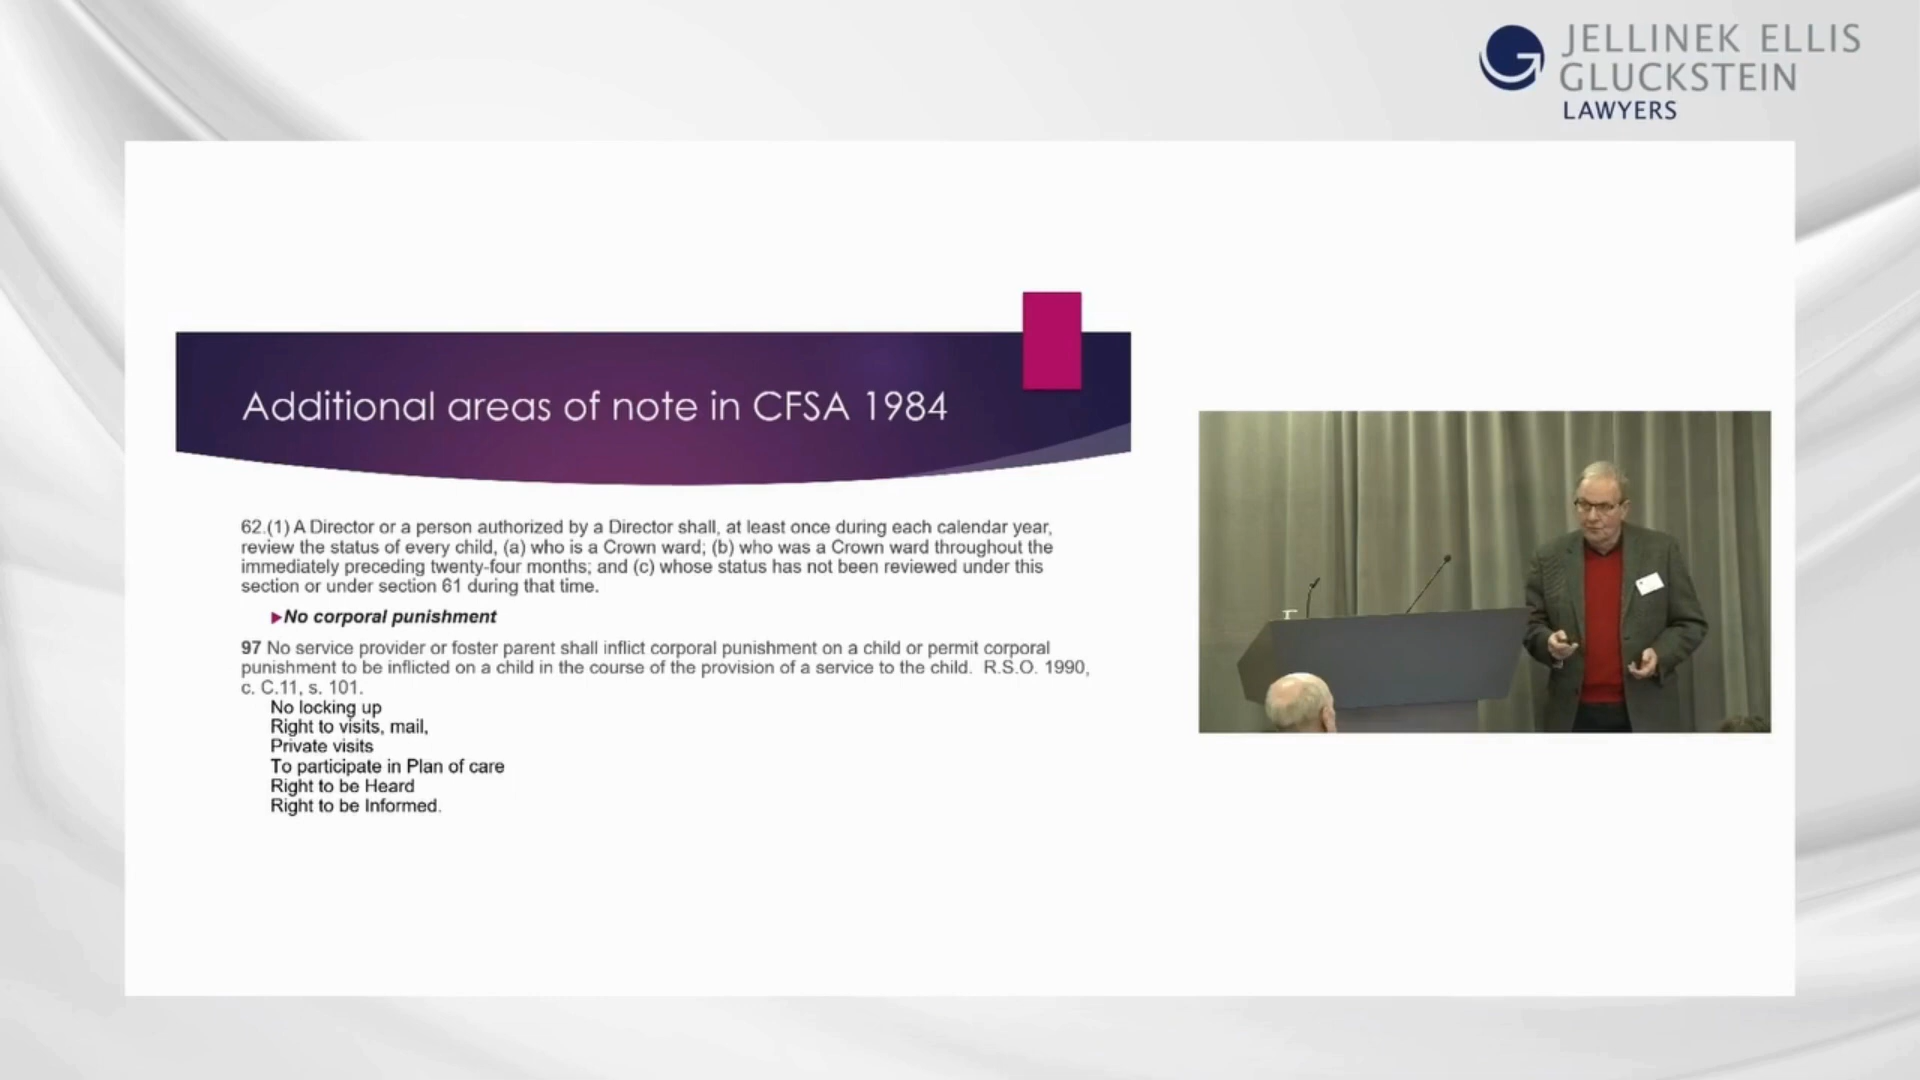 JELLINEK ELLIS
GLUCKSTEIN
LAWYERS
Additional areas of note in CFSA 1984
62.(1) A Director or a person authorized by a Director shall, at least once during each calendar year,
review the status of every child, (a) who is a Crown ward; (b) who was a Crown ward throughout the
immediately preceding twenty-four months; and (c) whose status has not been reviewed under this
section or under section 61 during that time.
▶No corporal punishment
97 No service provider or foster parent shall inflict corporal punishment on a child or permit corporal
punishment to be inflicted on a child in the course of the provision of a service to the child. R.S.O. 1990,
c. C.11, s. 101.
No locking up
Right to visits, mail,
Private visits
To participate in Plan of care
Right to be Heard
Right to be Informed.